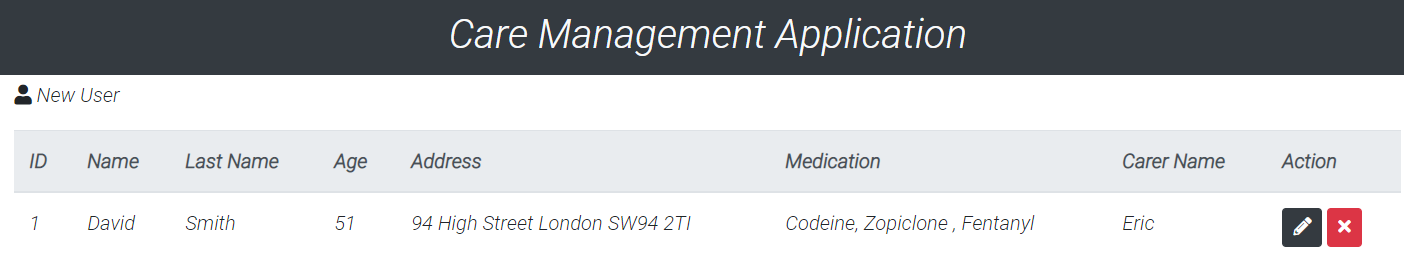 Care Management Application
New User
ID Name Last Name Age Address Medication Carer Name Action
1 David Smith 51 94 High Street London SW94 2TI Codeine, Zopiclone , Fentanyl Eric